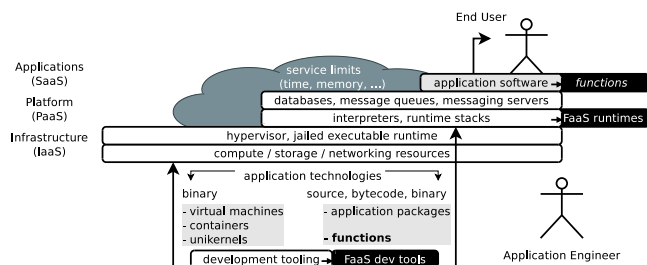 End User
Applications
(SaaS)
service limits
(time, memory, ...)
application software
functions
Platform
(PaaS)
databases, message queues, messaging servers
interpreters, runtime stacks
FaaS runtimes
Infrastructure
(IaaS)
hypervisor, jailed executable runtime
compute / storage / networking resources
application technologies
binary
source, bytecode, binary
- virtual machines
- containers
- unikernels
- application packages
- functions
development tooling
FaaS dev tools
Application Engineer